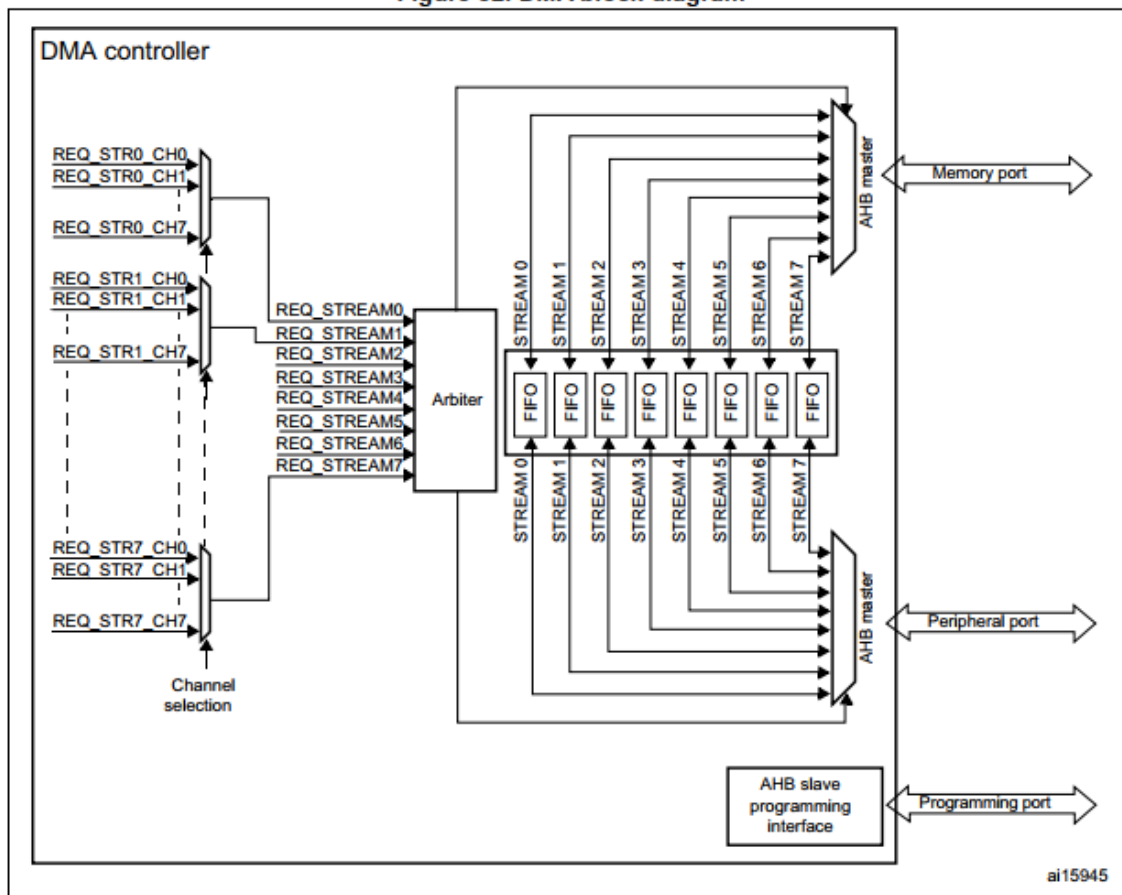 DMA controller
REQ_STR0_CH0
REQ_STR0_CH1
REQ_STR0_CH7
REQ_STR1_CH0
REQ_STR1_CH1
REQ_STR1_CH7
REQ_STR7_CH0
REQ_STR7_CH1
REQ_STR7_CH7
Channel
selection
REQ_STREAM0
REQ_STREAM1
REQ_STREAM2
REQ_STREAM3
REQ_STREAM4
REQ_STREAM5
REQ_STREAM6
REQ_STREAM7
Arbiter
STREAM 0
STREAM 1
STREAM 2
STREAM 3
STREAM 4
STREAM 5
STREAM 6
STREAM 7
FIFO
FIFO
FIFO
FIFO
FIFO
FIFO
FIFO
FIFO
STREAM 0
STREAM 1
STREAM 2
STREAM 3
STREAM 4
STREAM 5
STREAM 6
STREAM 7
AHB master
Memory port
AHB master
Peripheral port
AHB slave
programming
interface
Programming port
ai15945